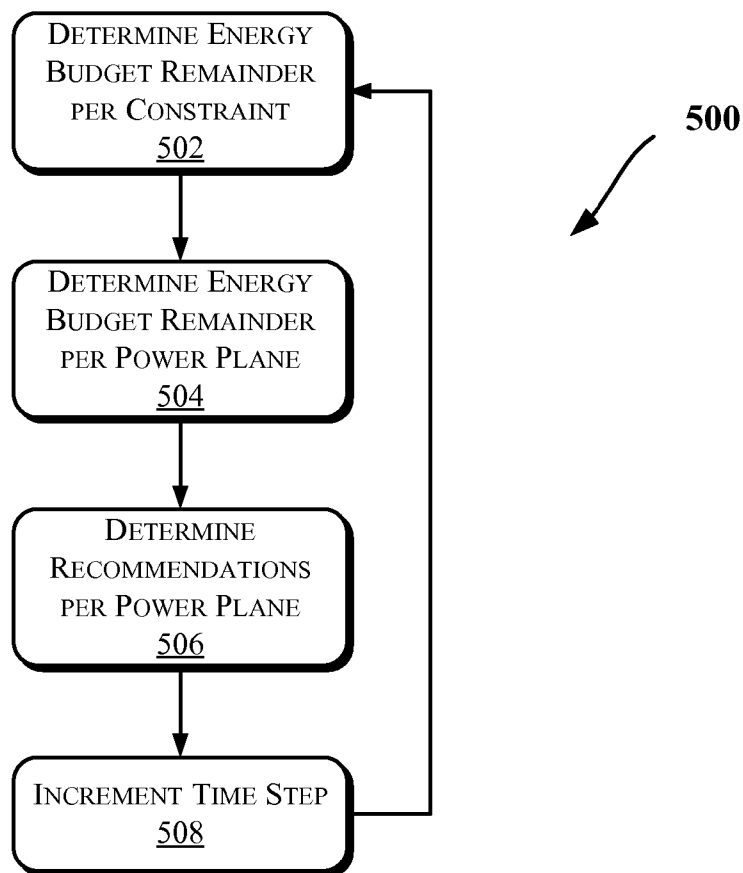 DETERMINE ENERGY
BUDGET REMAINDER
PER CONSTRAINT
502
500
DETERMINE ENERGY
BUDGET REMAINDER
PER POWER PLANE
504
DETERMINE
RECOMMENDATIONS
PER POWER PLANE
506
INCREMENT TIME STEP
508